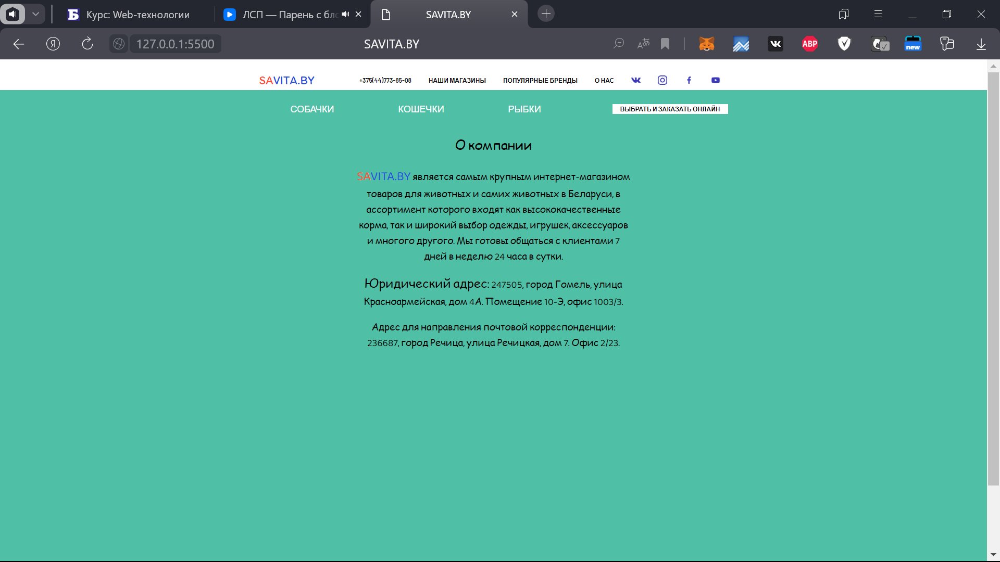 Курс: Web-технологии
ЛСП — Парень с бл
SAVITA.BY
127.0.0.1:5500
SAVITA.BY
ABP
new
SAVITA.BY
+375(44)773-85-08
НАШИ МАГАЗИНЫ
ПОПУЛЯРНЫЕ БРЕНДЫ
О НАС
СОБАЧКИ
КОШЕЧКИ
РЫБКИ
ВЫБРАТЬ И ЗАКАЗАТЬ ОНЛАЙН
О компании
SAVITA.BY является самым крупным интернет-магазином
товаров для животных и самих животных в Беларуси, в
ассортимент которого входят как высококачественные
корма, так и широкий выбор одежды, игрушек, аксессуаров
и многого другого. Мы готовы общаться с клиентами 7
дней в неделю 24 часа в сутки.
Юридический адрес: 247505, город Гомель, улица
Красноармейская, дом 4А. Помещение 10-Э, офис 1003/3.
Адрес для направления почтовой корреспонденции:
236687, город Речица, улица Речицкая, дом 7. Офис 2/23.